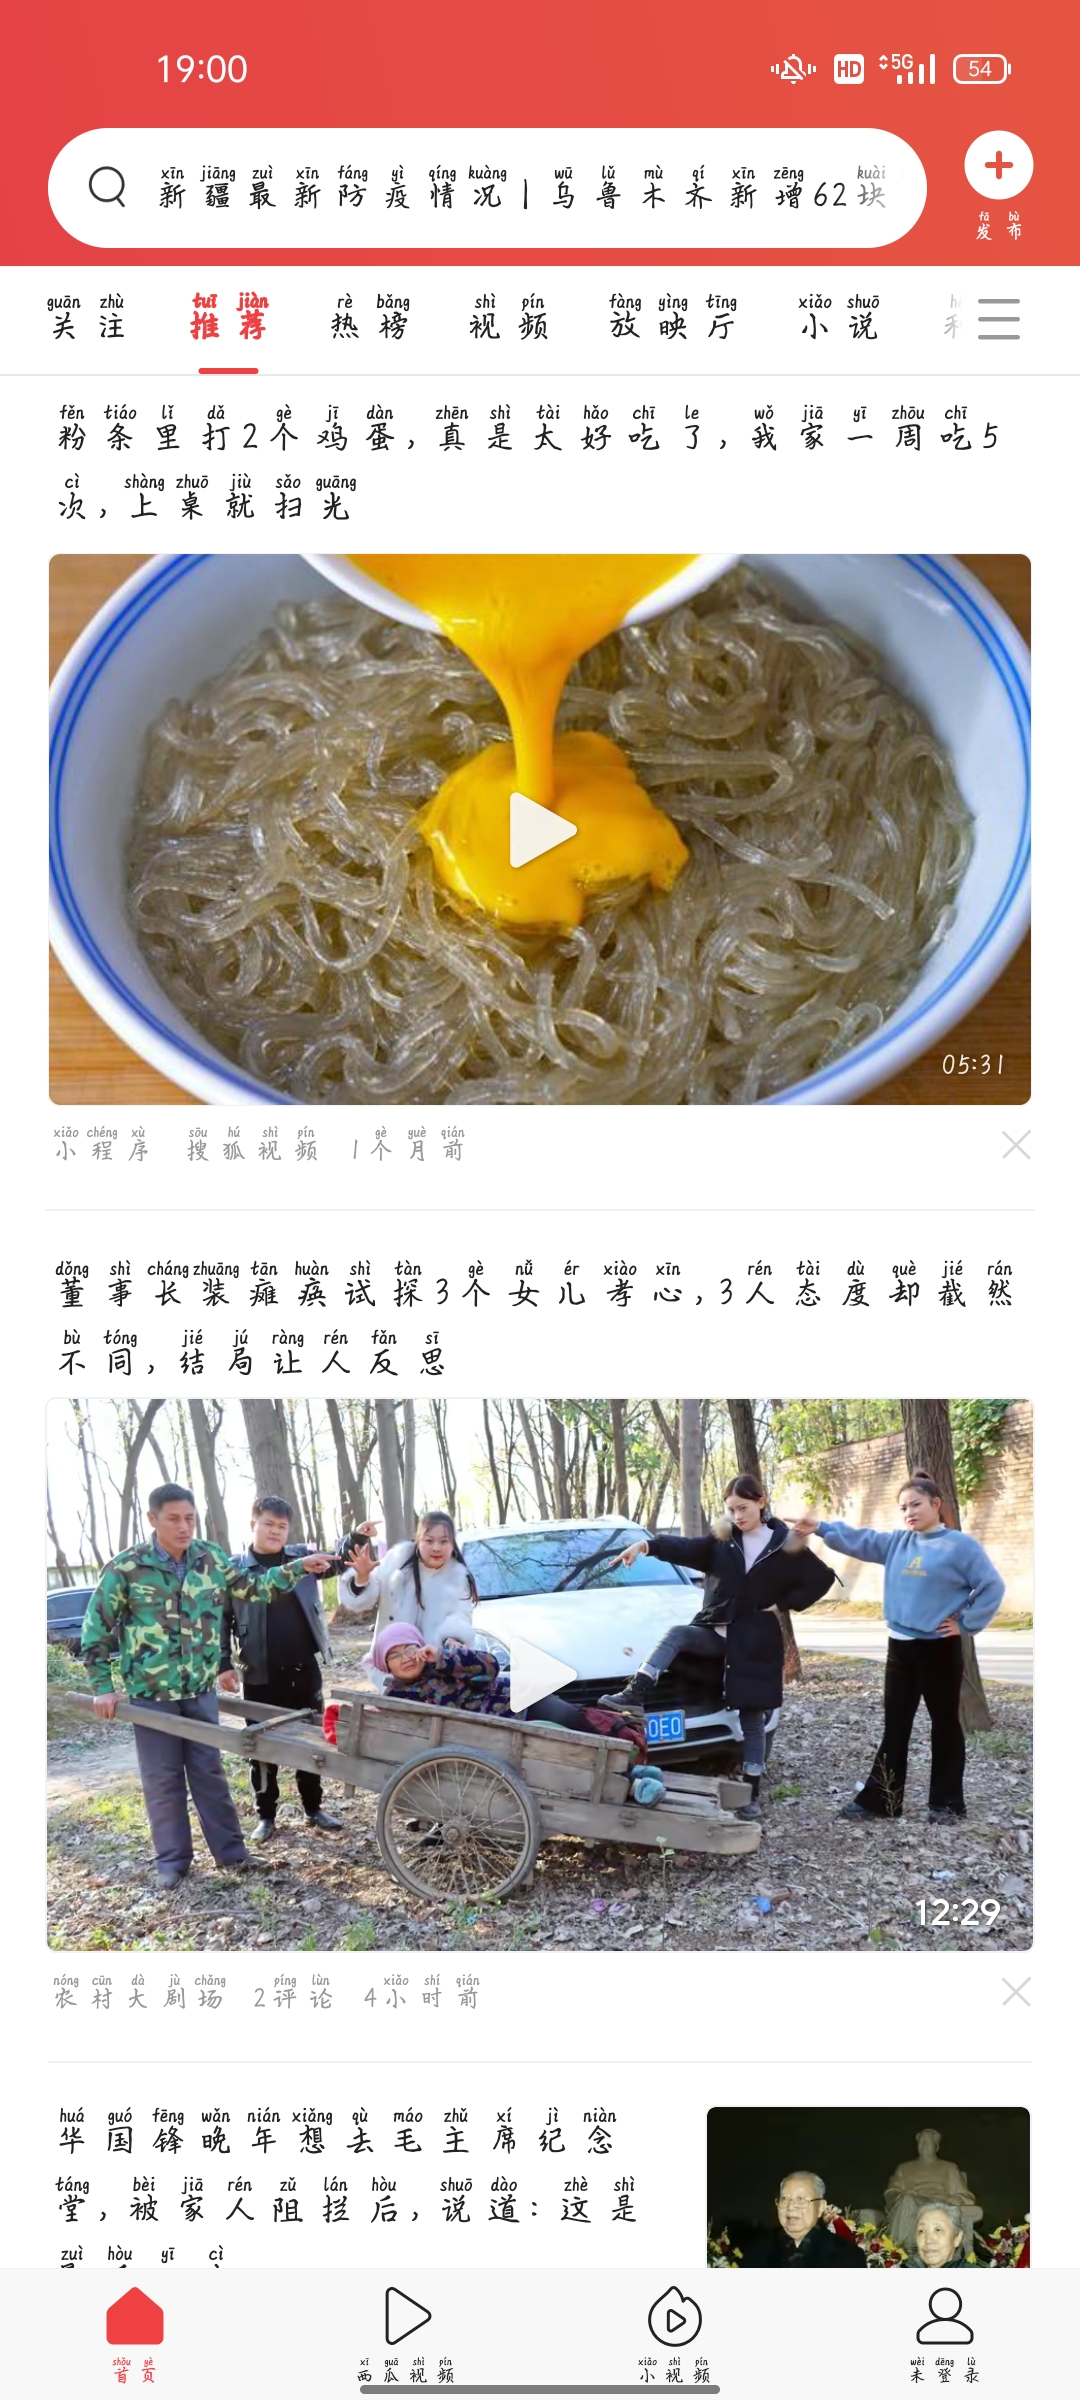 19:00 HD 5G 54
新疆最新防疫情况 | 乌鲁木齐新增62块
发布
关注 推荐 热榜 视频 放映厅 小说
粉条里打2个鸡蛋,真是太好吃了,我家一周吃5
次,上桌就扫光
05:31
小程序 搜狐视频 1个月前
董事长装瘫痪试探3个女儿孝心,3人态度却截然
不同,结局让人反思
A
0E0
12:29
农村大剧场 2评论 4小时前
华国锋晚年想去毛主席纪念
堂,被家人阻拦后,说道:这是
首页 西瓜视频 小视频 未登录